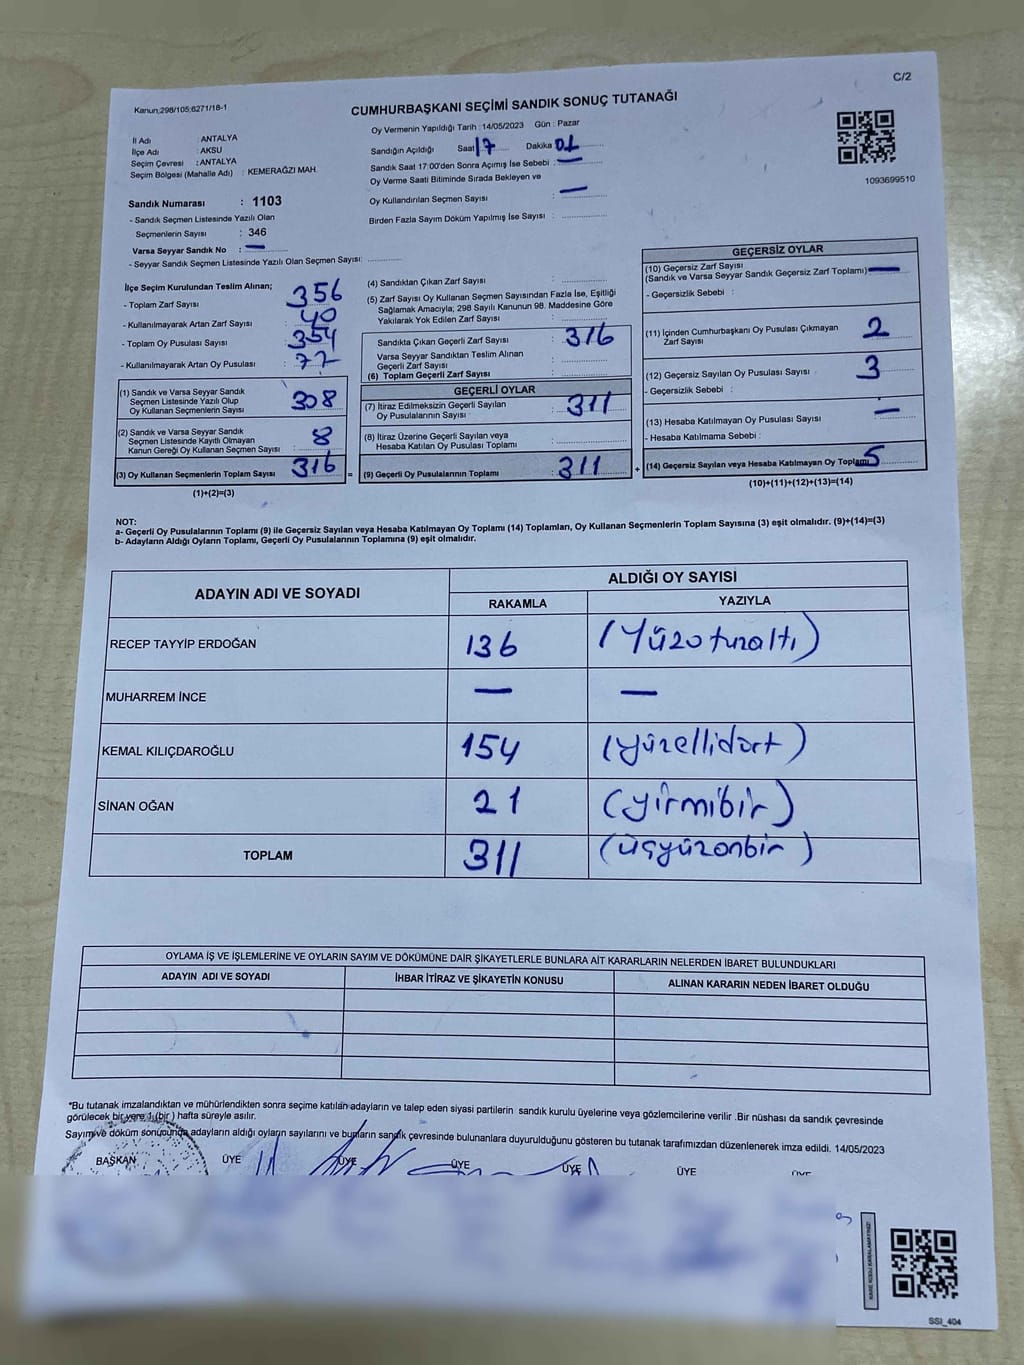 C/2
Kanun;298/105;6271/18-1
CUMHURBAŞKANI SEÇİMİ SANDIK SONUÇ TUTANAĞI
Oy Vermenin Yapıldığı Tarih : 14/05/2023 Gün : Pazar
İl Adı : ANTALYA
İlçe Adı : AKSU
Seçim Çevresi : ANTALYA
Seçim Bölgesi (Mahalle Adı) : KEMERAĞZI MAH.
Sandığın Açıldığı Saat 17 Dakika 01
Sandık Saat 17:00'den Sonra Açımış İse Sebebi : —
Oy Verme Saati Bitiminde Sırada Bekleyen ve
Oy Kullandırılan Seçmen Sayısı : —
Birden Fazla Sayım Döküm Yapılmış İse Sayısı :
1093699510
Sandık Numarası : 1103
- Sandık Seçmen Listesinde Yazılı Olan
Seçmenlerin Sayısı : 346
Varsa Seyyar Sandık No : —
- Seyyar Sandık Seçmen Listesinde Yazılı Olan Seçmen Sayısı:
İlçe Seçim Kurulundan Teslim Alınan;
- Toplam Zarf Sayısı : 356
- Kullanılmayarak Artan Zarf Sayısı : 40
- Toplam Oy Pusulası Sayısı : 354
- Kullanılmayarak Artan Oy Pusulası : 77
(1) Sandık ve Varsa Seyyar Sandık
Seçmen Listesinde Yazılı Olup
Oy Kullanan Seçmenlerin Sayısı 308
(2) Sandık ve Varsa Seyyar Sandık
Seçmen Listesinde Kayıtlı Olmayan
Kanun Gereği Oy Kullanan Seçmen Sayısı 8
(3) Oy Kullanan Seçmenlerin Toplam Sayısı 316 =
(1)+(2)=(3)
(4) Sandıktan Çıkan Zarf Sayısı :
(5) Zarf Sayısı Oy Kullanan Seçmen Sayısından Fazla İse, Eşitliği
Sağlamak Amacıyla; 298 Sayılı Kanunun 98. Maddesine Göre
Yakılarak Yok Edilen Zarf Sayısı :
Sandıkta Çıkan Geçerli Zarf Sayısı : 316
Varsa Seyyar Sandıktan Teslim Alınan
Geçerli Zarf Sayısı :
(6) Toplam Geçerli Zarf Sayısı :
GEÇERLİ OYLAR
(7) İtiraz Edilmeksizin Geçerli Sayılan
Oy Pusulalarının Sayısı : 311
(8) İtiraz Üzerine Geçerli Sayılan veya
Hesaba Katılan Oy Pusulası Toplamı :
(9) Geçerli Oy Pusulalarının Toplamı 311 +
GEÇERSİZ OYLAR
(10) Geçersiz Zarf Sayısı
(Sandık ve Varsa Seyyar Sandık Geçersiz Zarf Toplamı) —
- Geçersizlik Sebebi :
(11) İçinden Cumhurbaşkanı Oy Pusulası Çıkmayan
Zarf Sayısı 2
(12) Geçersiz Sayılan Oy Pusulası Sayısı : 3
- Geçersizlik Sebebi :
(13) Hesaba Katılmayan Oy Pusulası Sayısı : —
- Hesaba Katılmama Sebebi :
(14) Geçersiz Sayılan veya Hesaba Katılmayan Oy Toplamı 5
(10)+(11)+(12)+(13)=(14)
NOT:
a- Geçerli Oy Pusulalarının Toplamı (9) ile Geçersiz Sayılan veya Hesaba Katılmayan Oy Toplamı (14) Toplamları, Oy Kullanan Seçmenlerin Toplam Sayısına (3) eşit olmalıdır. (9)+(14)=(3)
b- Adayların Aldığı Oyların Toplamı, Geçerli Oy Pusulalarının Toplamına (9) eşit olmalıdır.
ADAYIN ADI VE SOYADI
ALDIĞI OY SAYISI
RAKAMLA YAZIYLA
RECEP TAYYİP ERDOĞAN 136 (Yüzotuzaltı)
MUHARREM İNCE — —
KEMAL KILIÇDAROĞLU 154 (yüzellidört)
SİNAN OĞAN 21 (yirmibir)
TOPLAM 311 (üçyüzonbir)
OYLAMA İŞ VE İŞLEMLERİNE VE OYLARIN SAYIM VE DÖKÜMÜNE DAİR ŞİKAYETLERLE BUNLARA AİT KARARLARIN NELERDEN İBARET BULUNDUKLARI
ADAYIN ADI VE SOYADI İHBAR İTİRAZ VE ŞİKAYETİN KONUSU ALINAN KARARIN NEDEN İBARET OLDUĞU
*Bu tutanak imzalandıktan ve mühürlendikten sonra seçime katılan adayların ve talep eden siyasi partilerin sandık kurulu üyelerine veya gözlemcilerine verilir .Bir nüshası da sandık çevresinde
görülecek bir yere 1 (bir ) hafta süreyle asılır.
Sayım ve döküm sonucunda adayların aldığı oyların sayılarını ve bunların sandık çevresinde bulunanlara duyurulduğunu gösteren bu tutanak tarafımızdan düzenlenerek imza edildi. 14/05/2023
BAŞKAN ÜYE ÜYE ÜYE ÜYE ÜYE ÜYE
SSI_404